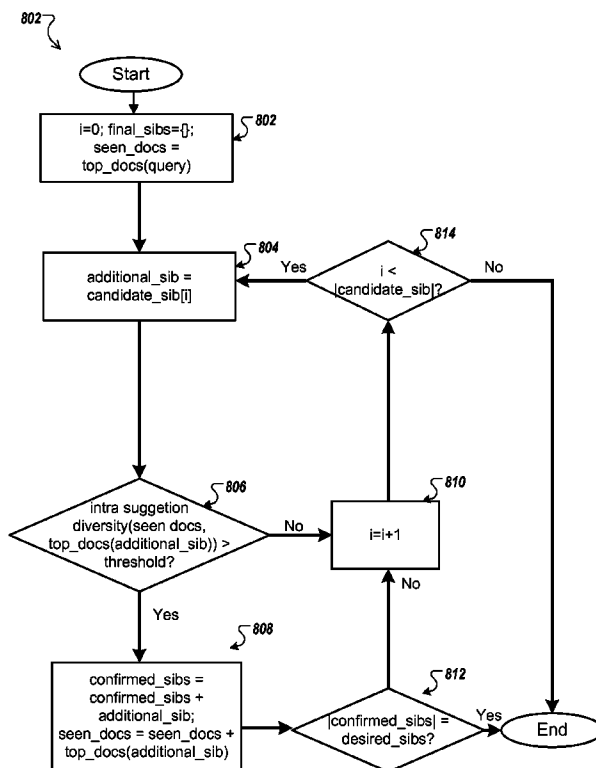 802
Start
i=0; final_sibs={};
seen_docs =
top_docs(query)
802
804
additional_sib =
candidate_sib[i]
814
i <
|candidate_sib|?
Yes
No
806
intra suggetion
diversity(seen docs,
top_docs(additional_sib)) >
threshold?
No
Yes
810
i=i+1
No
808
confirmed_sibs =
confirmed_sibs +
additional_sib;
seen_docs = seen_docs +
top_docs(additional_sib)
812
|confirmed_sibs| =
desired_sibs?
Yes
End